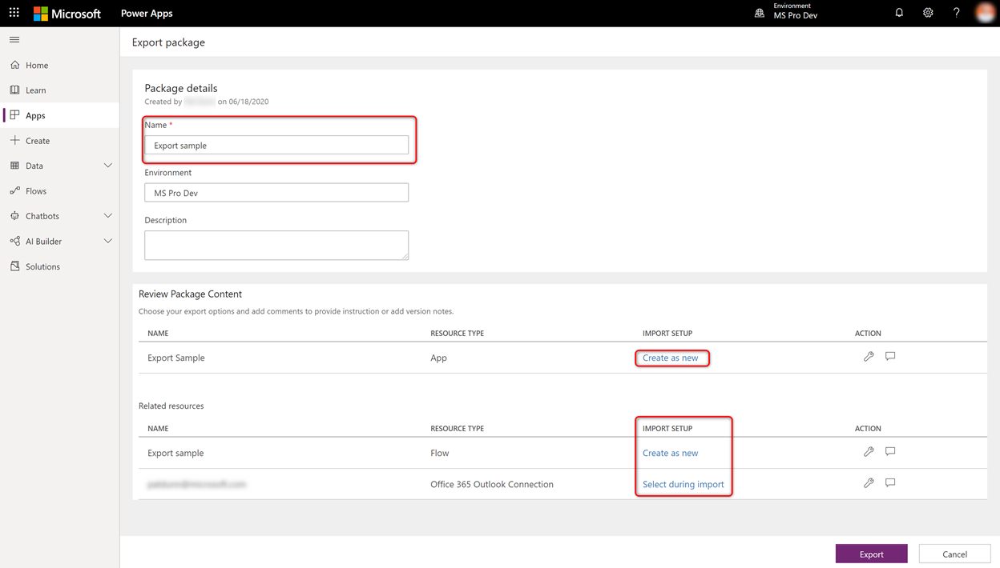 Microsoft
Power Apps
Environment
MS Pro Dev
?
Home
Learn
Apps
Create
Data
Flows
Chatbots
AI Builder
Solutions
Export package
Package details
Created by on 06/18/2020
Name *
Export sample
Environment
MS Pro Dev
Description
Review Package Content
Choose your export options and add comments to provide instruction or add version notes.
NAME RESOURCE TYPE IMPORT SETUP ACTION
Export Sample App Create as new
Related resources
NAME RESOURCE TYPE IMPORT SETUP ACTION
Export sample Flow Create as new
Office 365 Outlook Connection Select during import
Export Cancel